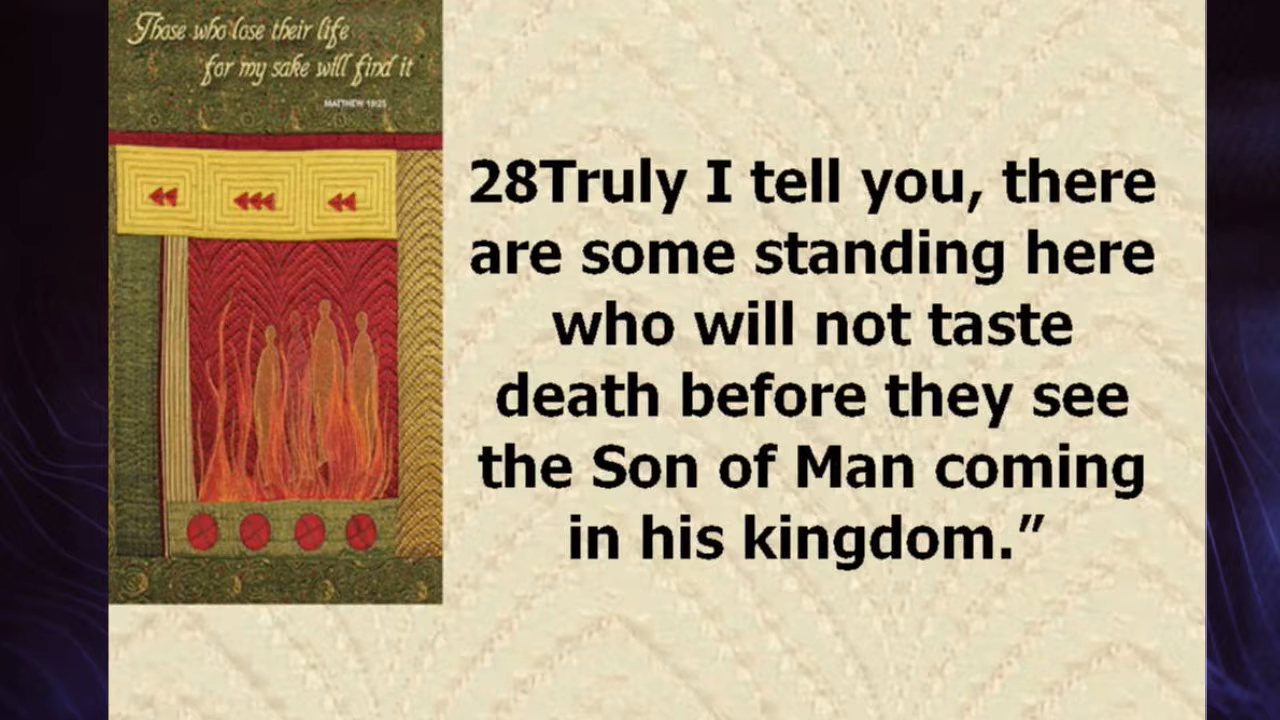 Those who lose their life
for my sake will find it
MATTHEW 16:25
28Truly I tell you, there
are some standing here
who will not taste
death before they see
the Son of Man coming
in his kingdom.”